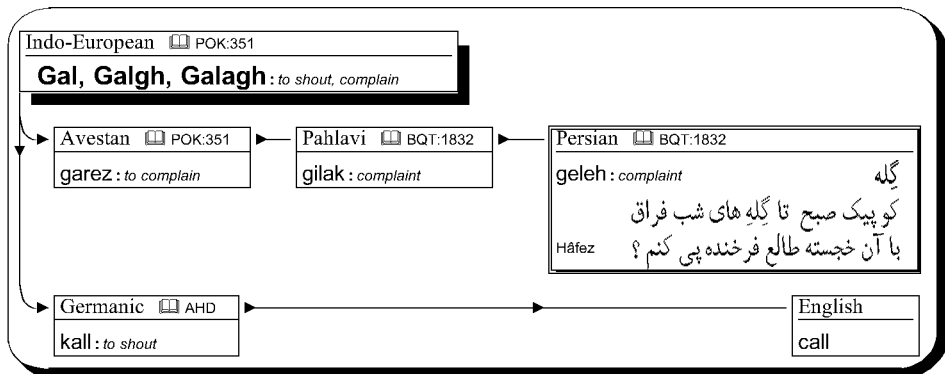 Indo-European POK:351
Gal, Galgh, Galagh : to shout, complain
Avestan POK:351
garez : to complain
Pahlavi BQT:1832
gilak : complaint
Persian BQT:1832
geleh : complaint گِله
کو پیک صبح تا گِلهِ های شب فراق
با آن خجسته طالع فرخنده پی کنم ؟
Hâfez
Germanic AHD
kall : to shout
English
call